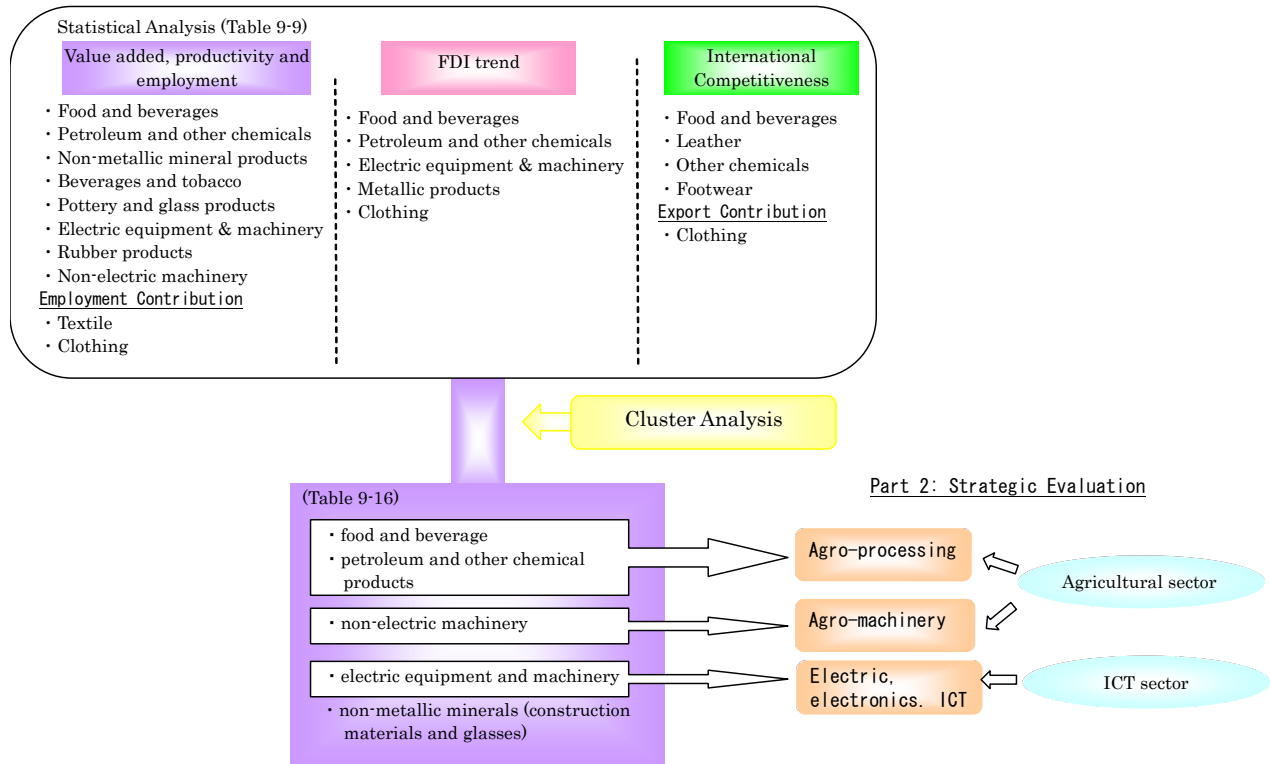 Statistical Analysis (Table 9-9)
Value added, productivity and
employment
・Food and beverages
・Petroleum and other chemicals
・Non-metallic mineral products
・Beverages and tobacco
・Pottery and glass products
・Electric equipment & machinery
・Rubber products
・Non-electric machinery
Employment Contribution
・Textile
・Clothing
FDI trend
・Food and beverages
・Petroleum and other chemicals
・Electric equipment & machinery
・Metallic products
・Clothing
International
Competitiveness
・Food and beverages
・Leather
・Other chemicals
・Footwear
Export Contribution
・Clothing
Cluster Analysis
(Table 9-16)
・food and beverage
・petroleum and other chemical
products
・non-electric machinery
・electric equipment and machinery
・non-metallic minerals (construction
materials and glasses)
Part 2: Strategic Evaluation
Agro-processing
Agro-machinery
Electric,
electronics. ICT
Agricultural sector
ICT sector